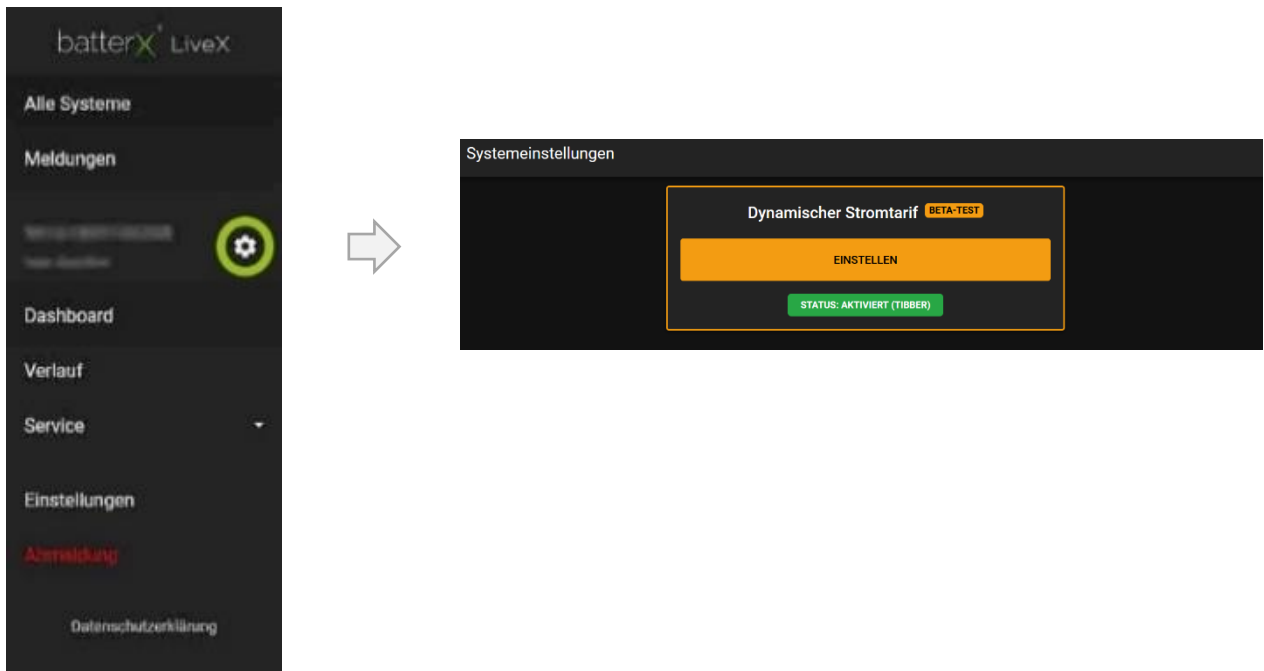 batterX LiveX
Alle Systeme
Meldungen
Dashboard
Verlauf
Service
Einstellungen
Abmeldung
Datenschutzerklärung
Systemeinstellungen
Dynamischer Stromtarif BETA-TEST
EINSTELLEN
STATUS: AKTIVIERT (TIBBER)